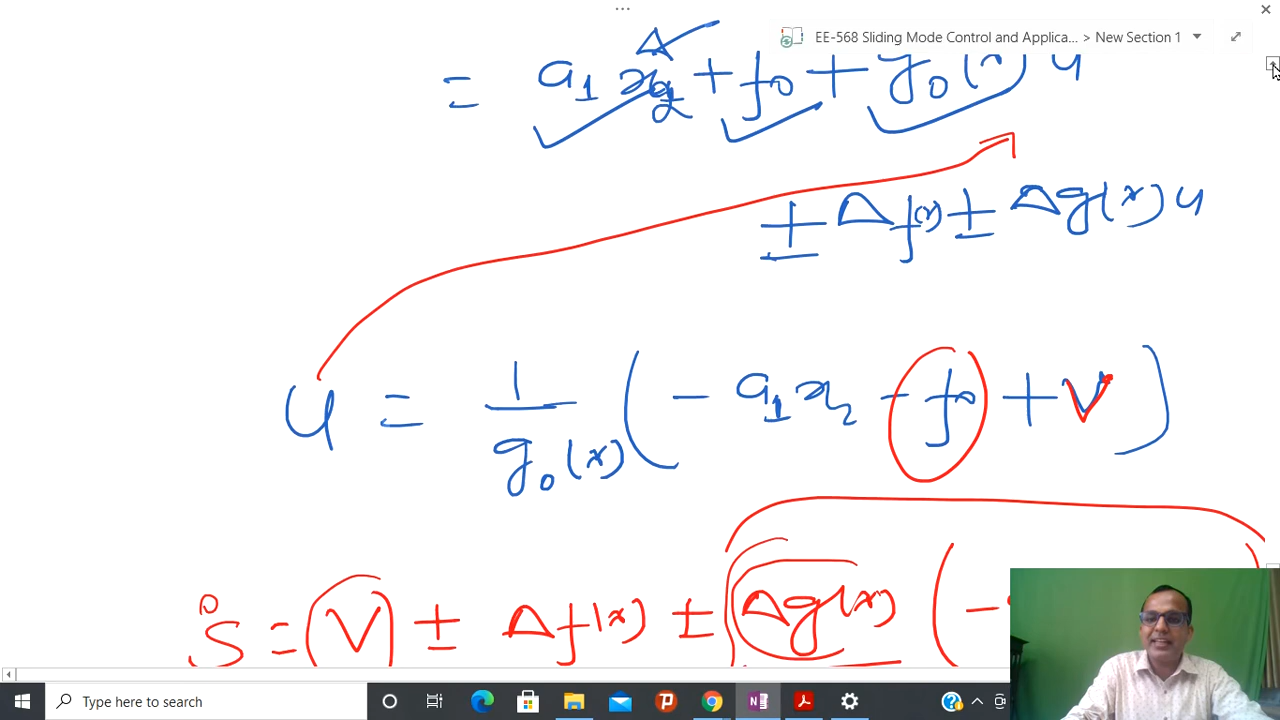 ...
EE-568 Sliding Mode Control and Applica... > New Section 1
= a₁ x₂ + f₀ + g₀(x) u
± Δf(x) ± Δg(x) u
u = 1/g₀(x) ( - a₁ x₂ - f₀ + v )
ṡ = V ± Δf(x) ± Δg(x) ( -
Type here to search